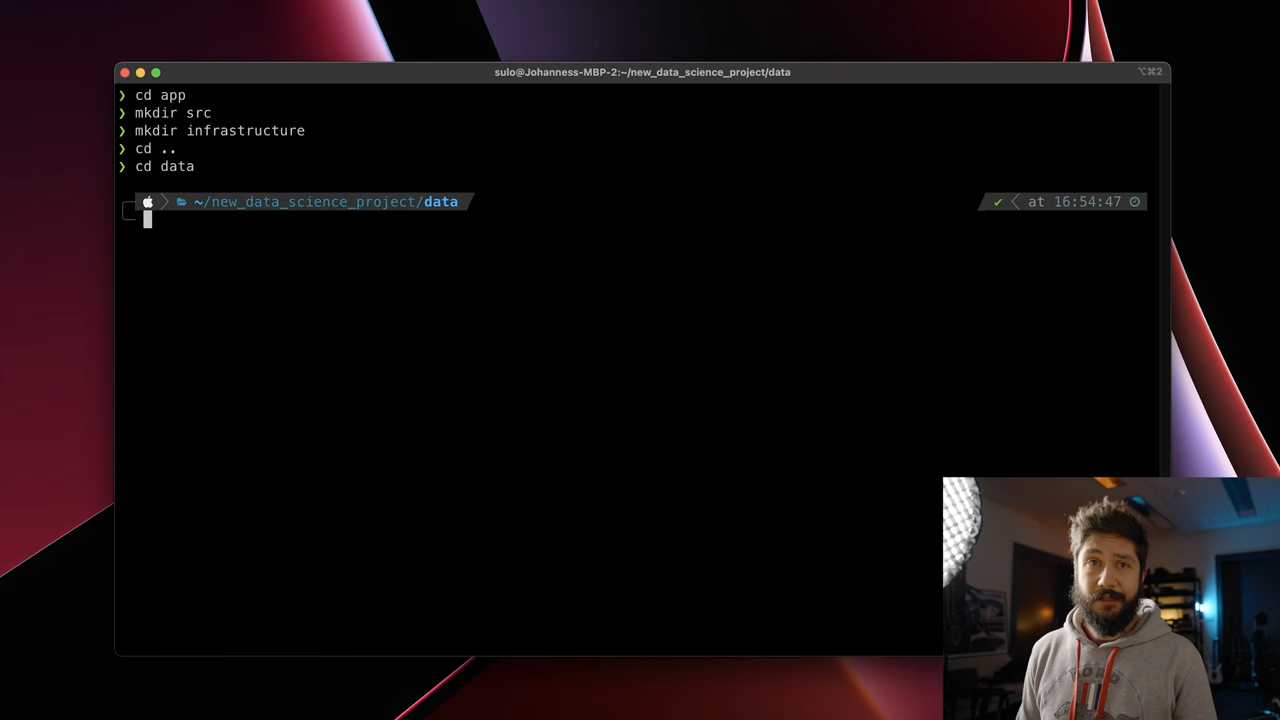 sulo@Johanness-MBP-2:~/new_data_science_project/data
⌥⌘2
❯ cd app
❯ mkdir src
❯ mkdir infrastructure
❯ cd ..
❯ cd data
~/new_data_science_project/data
✔ at 16:54:47